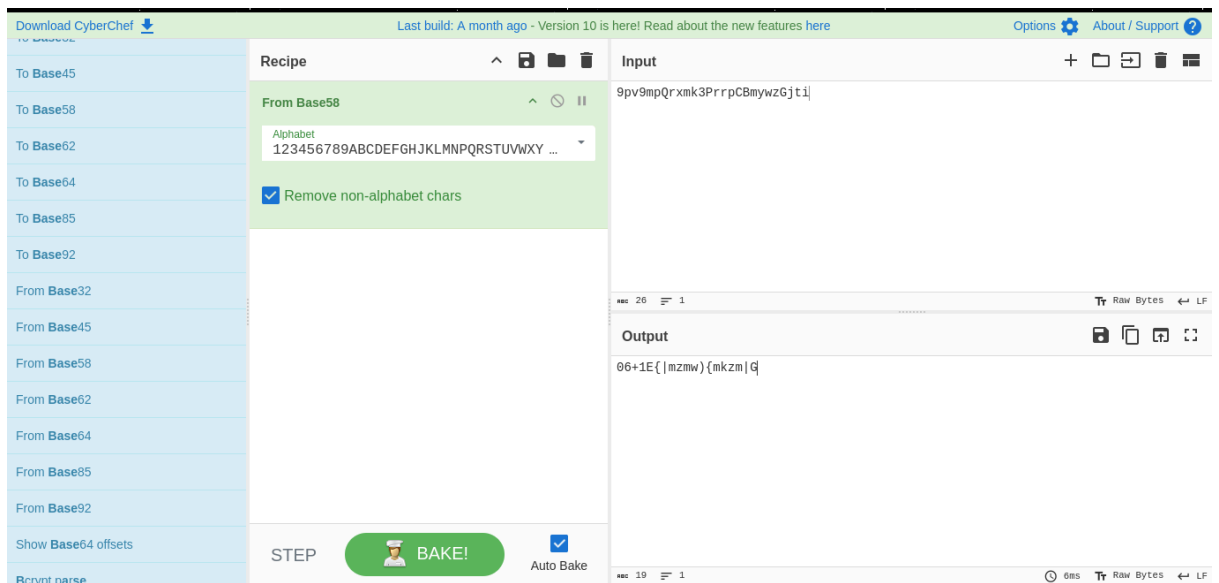 Download CyberChef
Last build: A month ago - Version 10 is here! Read about the new features here
Options
About / Support
To Base45
To Base58
To Base62
To Base64
To Base85
To Base92
From Base32
From Base45
From Base58
From Base62
From Base64
From Base85
From Base92
Show Base64 offsets
Bcrypt parse
Recipe
From Base58
Alphabet
123456789ABCDEFGHJKLMNPQRSTUVWXY …
Remove non-alphabet chars
STEP
BAKE!
Auto Bake
Input
9pv9mpQrxmk3PrrpCBmywzGjti
26 1
Raw Bytes LF
Output
06+1E{|mzmw){mkzm|G
19 1
6ms Raw Bytes LF